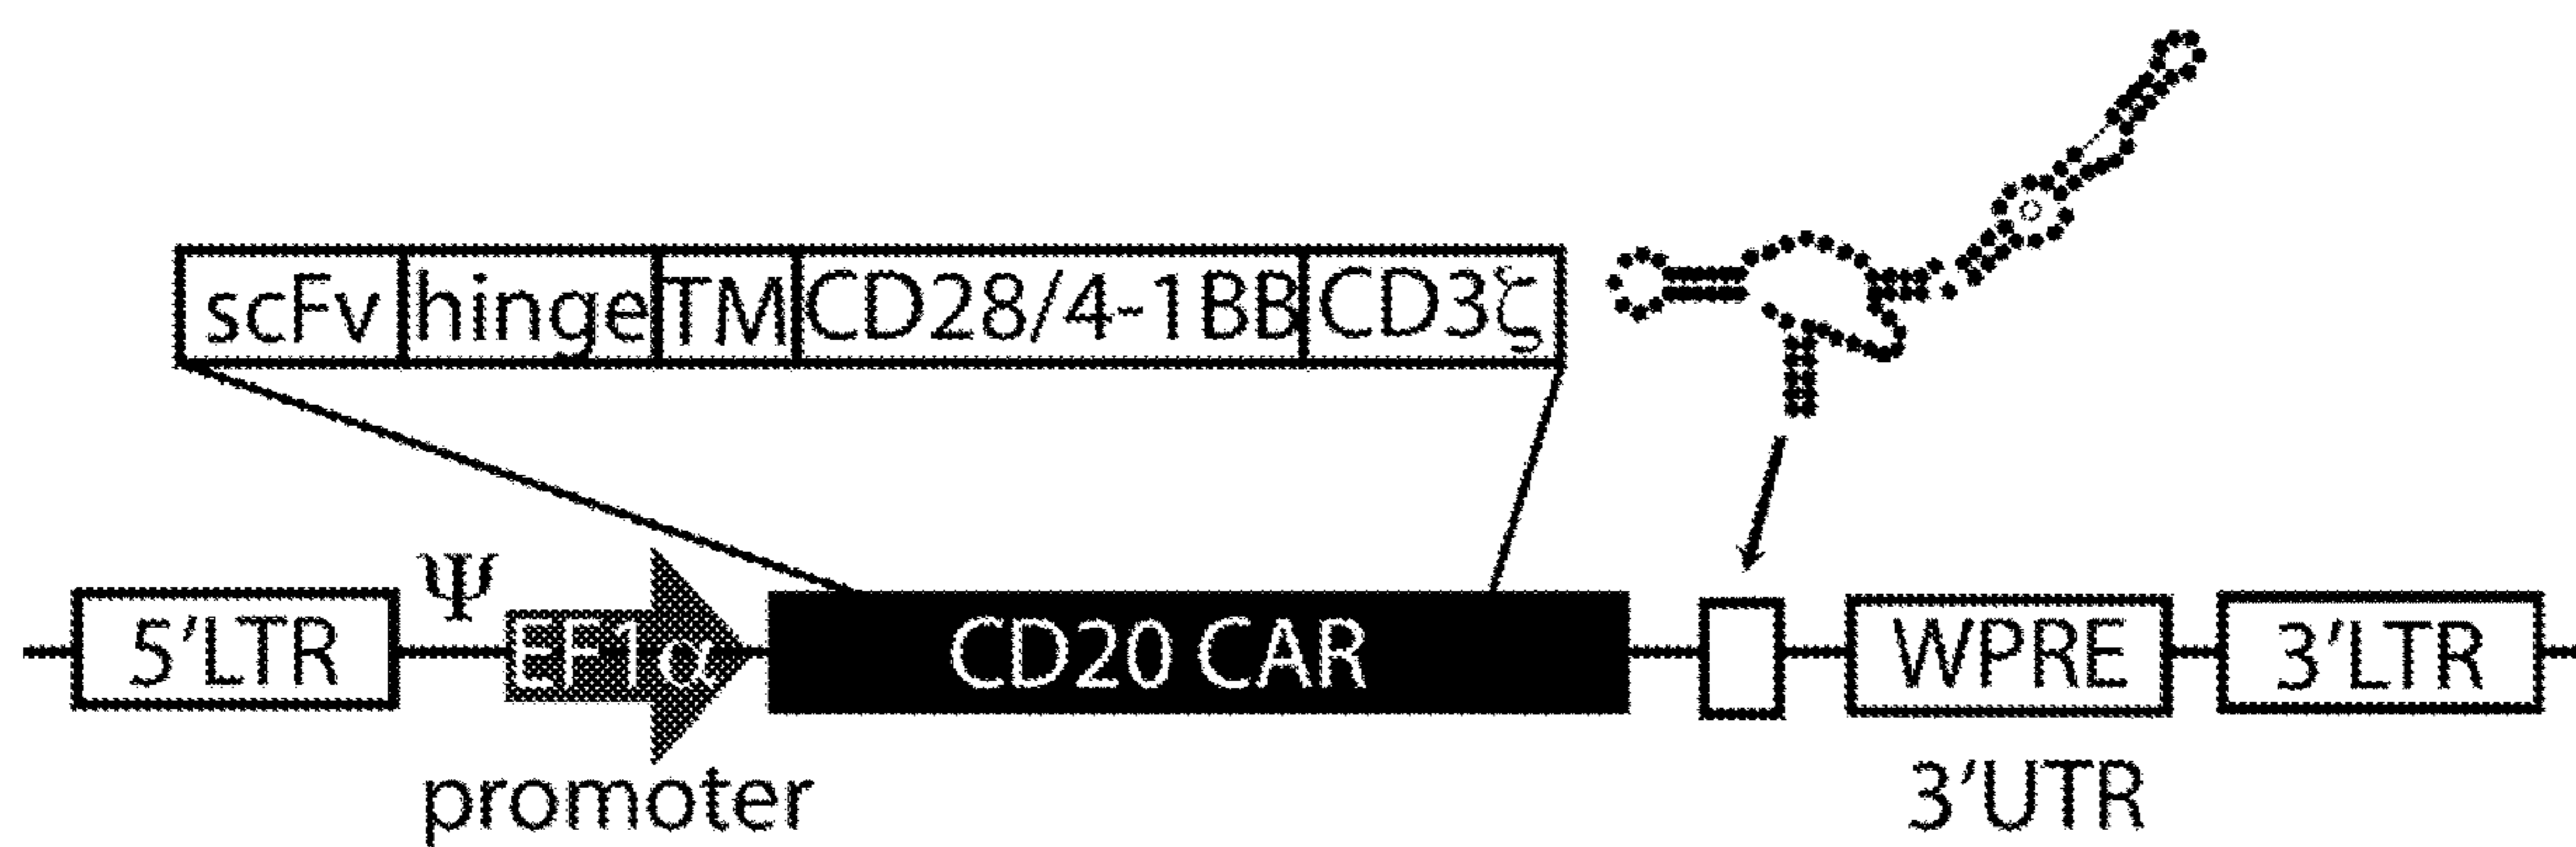 scFv hinge TM CD28/4-1BB CD3ζ
Ψ
5'LTR EF1α CD20 CAR WPRE 3'LTR
promoter 3'UTR